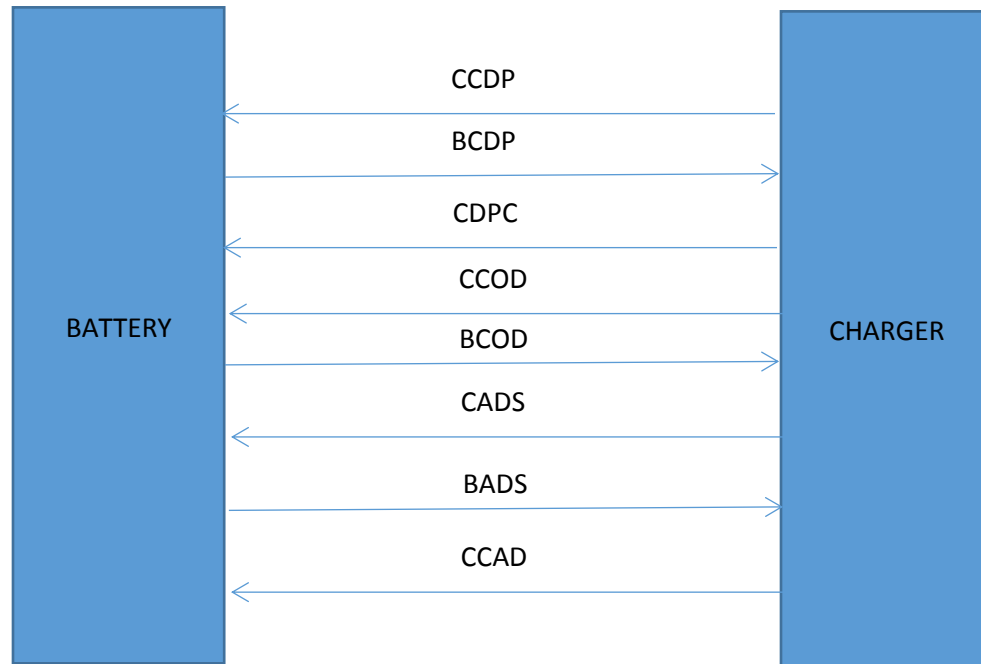 CCDP
BCDP
CDPC
CCOD
BATTERY
CHARGER
BCOD
CADS
BADS
CCAD